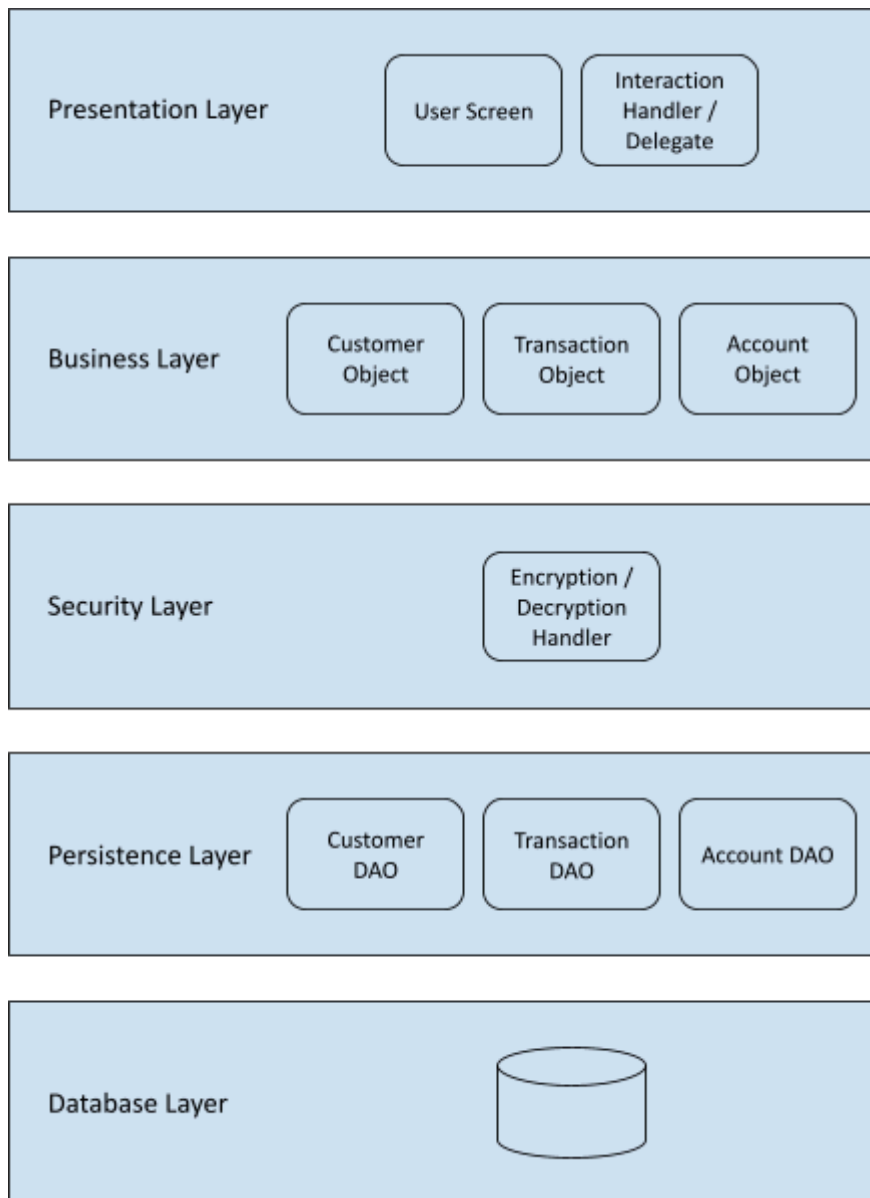 Presentation Layer
User Screen
Interaction
Handler /
Delegate
Business Layer
Customer
Object
Transaction
Object
Account
Object
Security Layer
Encryption /
Decryption
Handler
Persistence Layer
Customer
DAO
Transaction
DAO
Account DAO
Database Layer